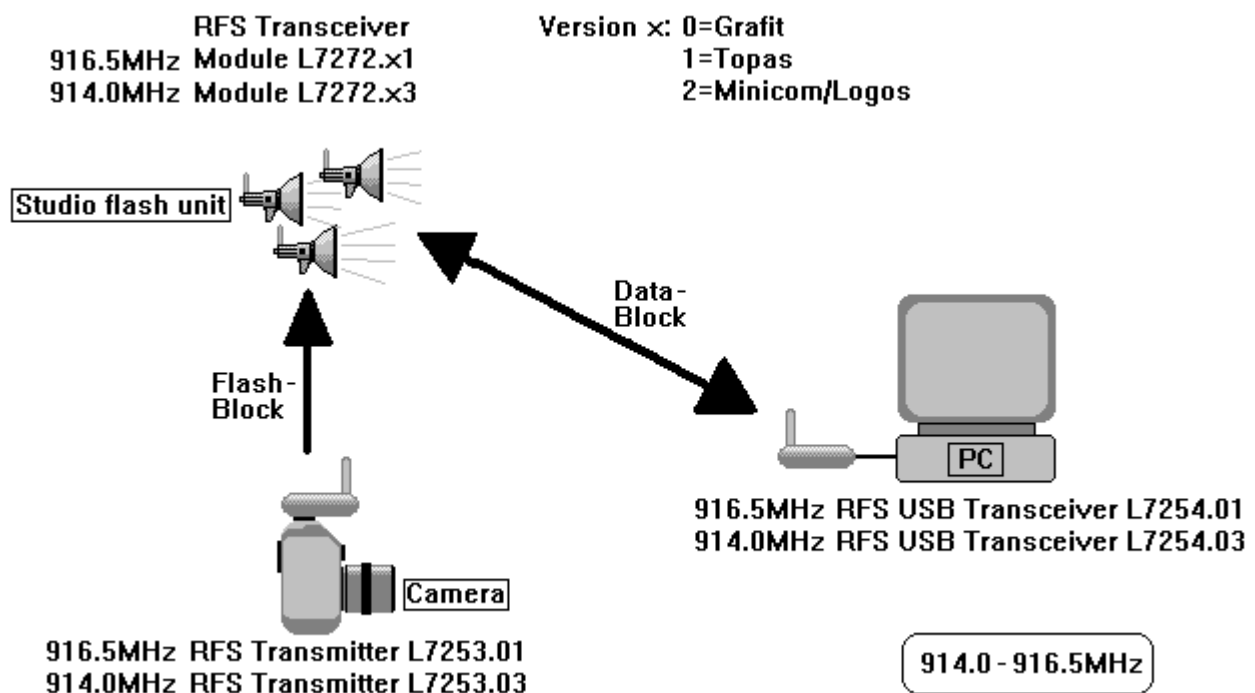 RFS Transceiver
916.5MHz Module L7272.x1
914.0MHz Module L7272.x3
Version x: 0=Grafit
1=Topas
2=Minicom/Logos
Studio flash unit
Data-
Block
Flash-
Block
PC
916.5MHz RFS USB Transceiver L7254.01
914.0MHz RFS USB Transceiver L7254.03
Camera
916.5MHz RFS Transmitter L7253.01
914.0MHz RFS Transmitter L7253.03
914.0-916.5MHz